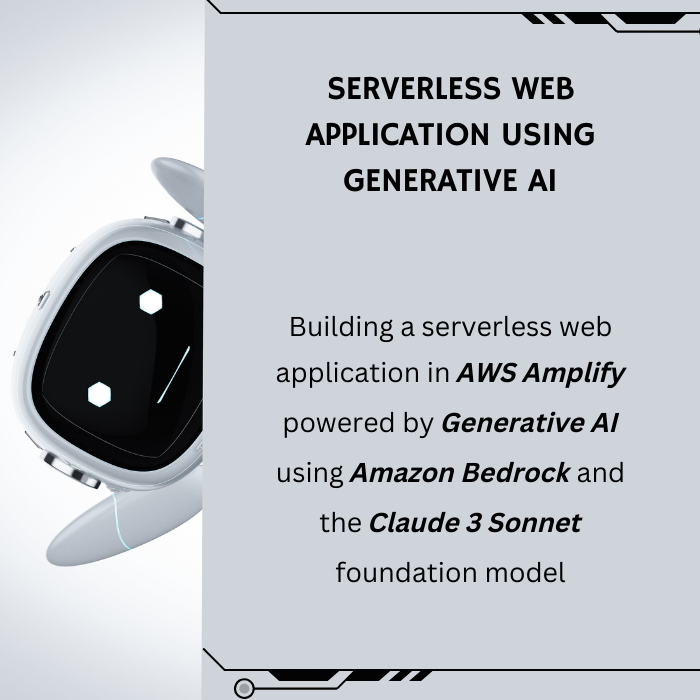 SERVERLESS WEB
APPLICATION USING
GENERATIVE AI
Building a serverless web
application in AWS Amplify
powered by Generative AI
using Amazon Bedrock and
the Claude 3 Sonnet
foundation model